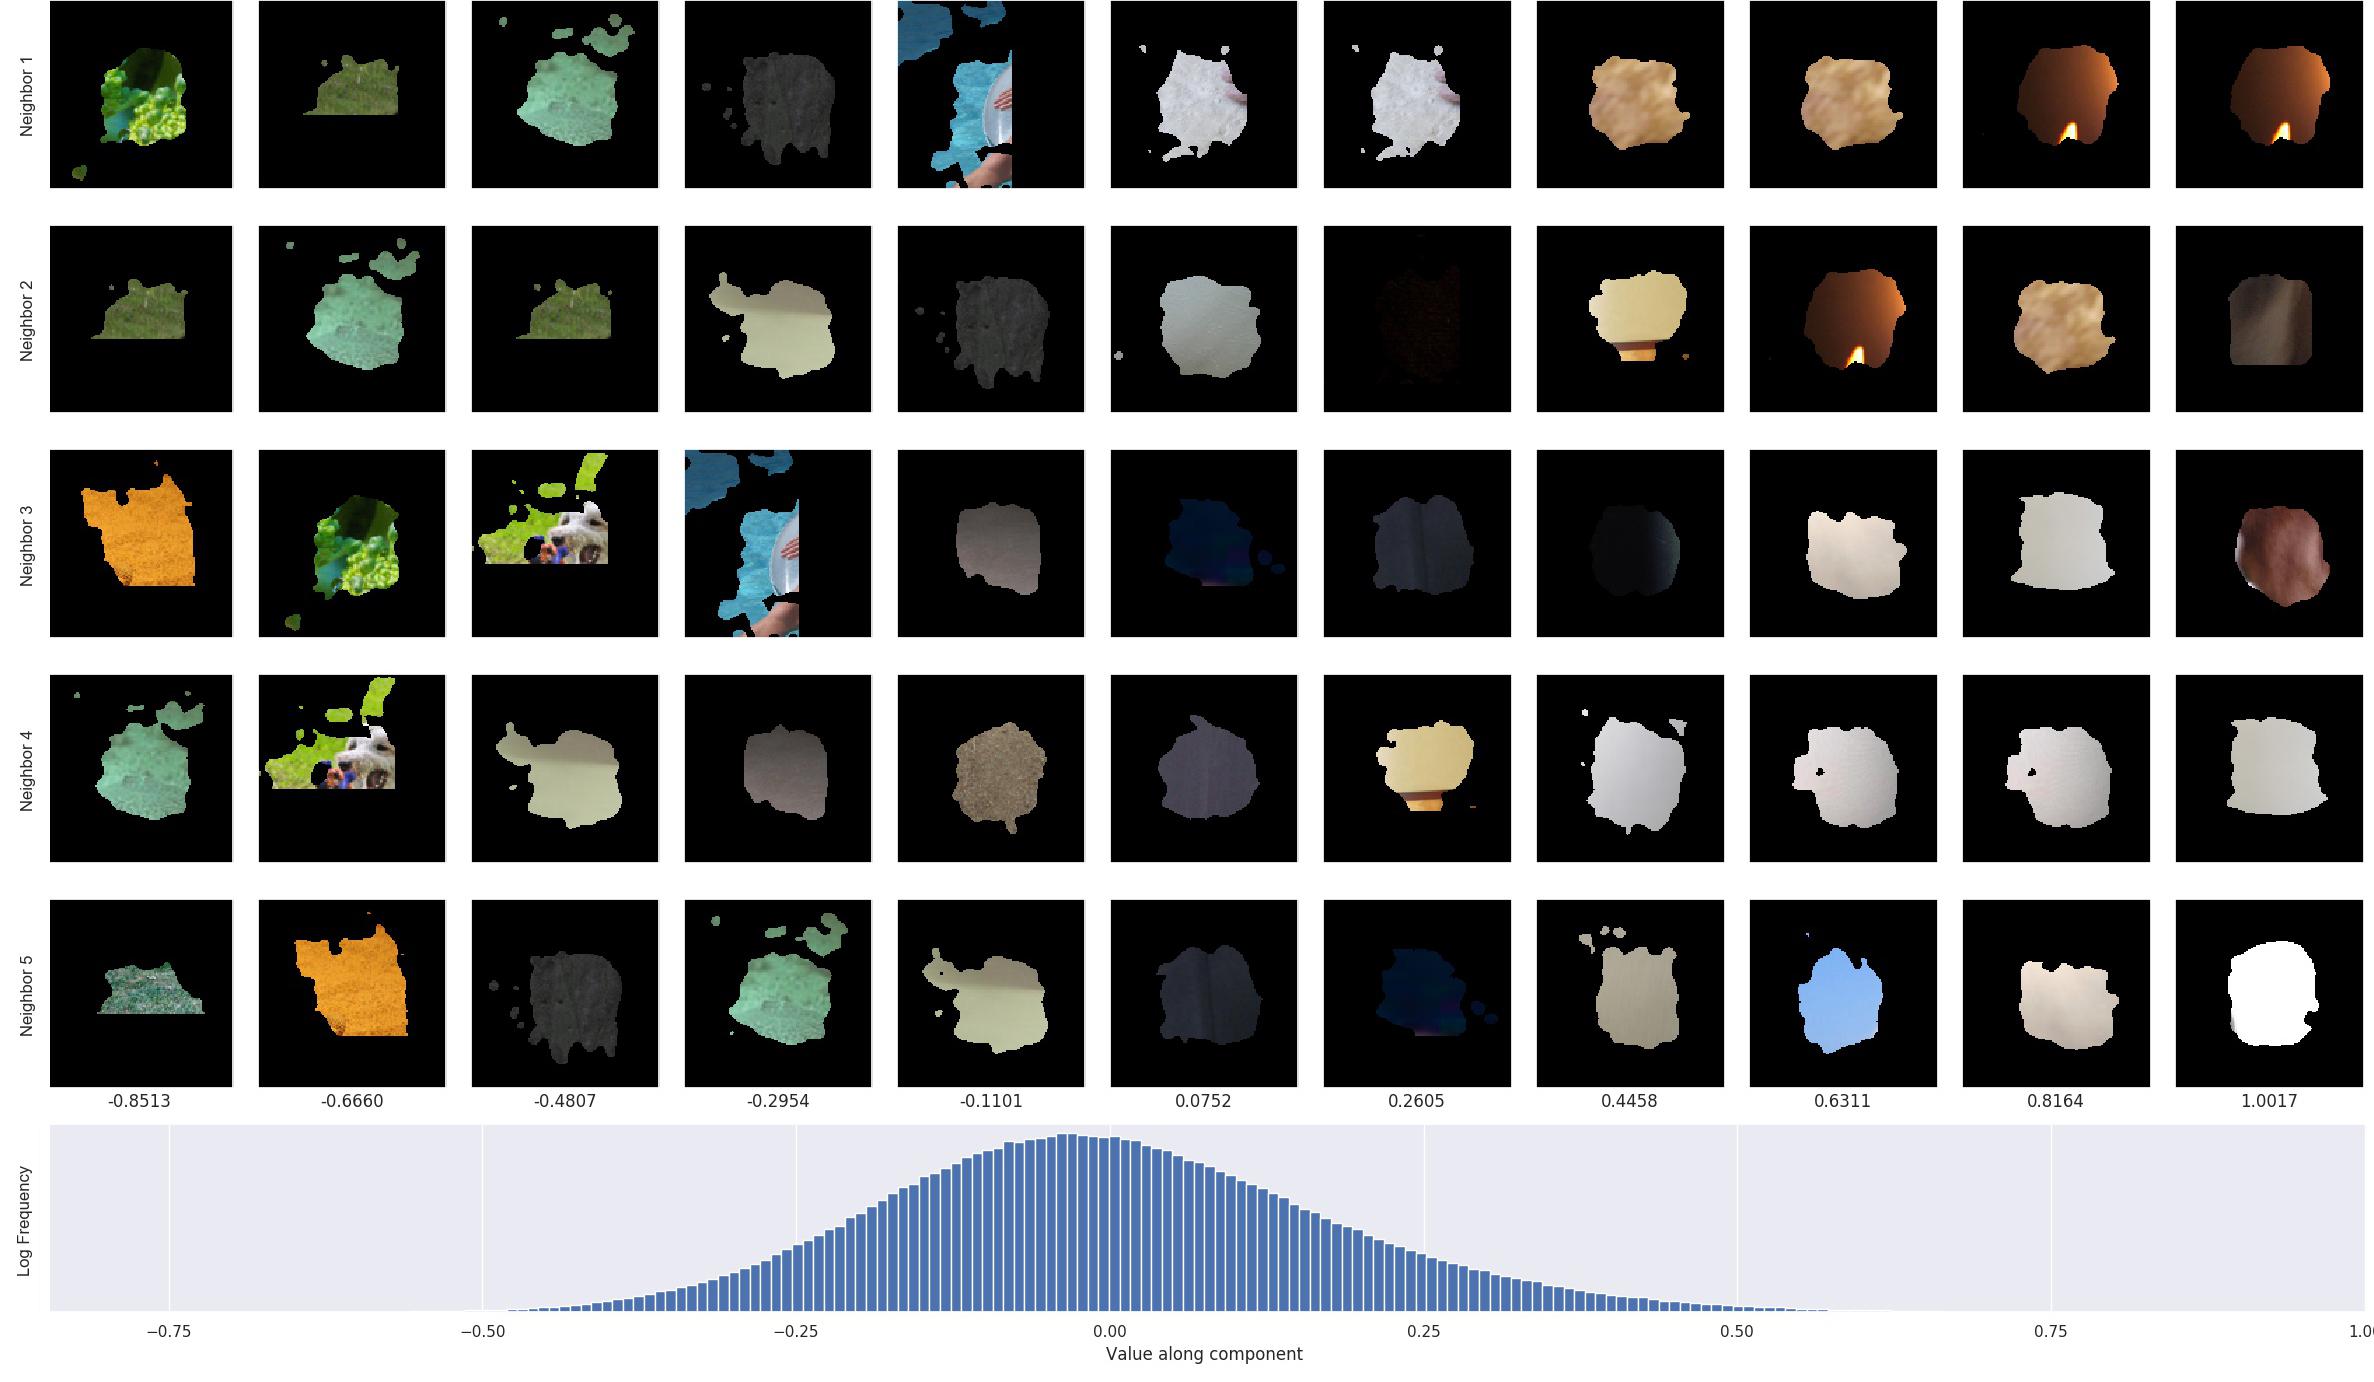 Neighbor 1
Neighbor 2
Neighbor 3
Neighbor 4
Neighbor 5
-0.8513 -0.6660 -0.4807 -0.2954 -0.1101 0.0752 0.2605 0.4458 0.6311 0.8164 1.0017
Log Frequency
−0.75 −0.50 −0.25 0.00 0.25 0.50 0.75 1.0
Value along component